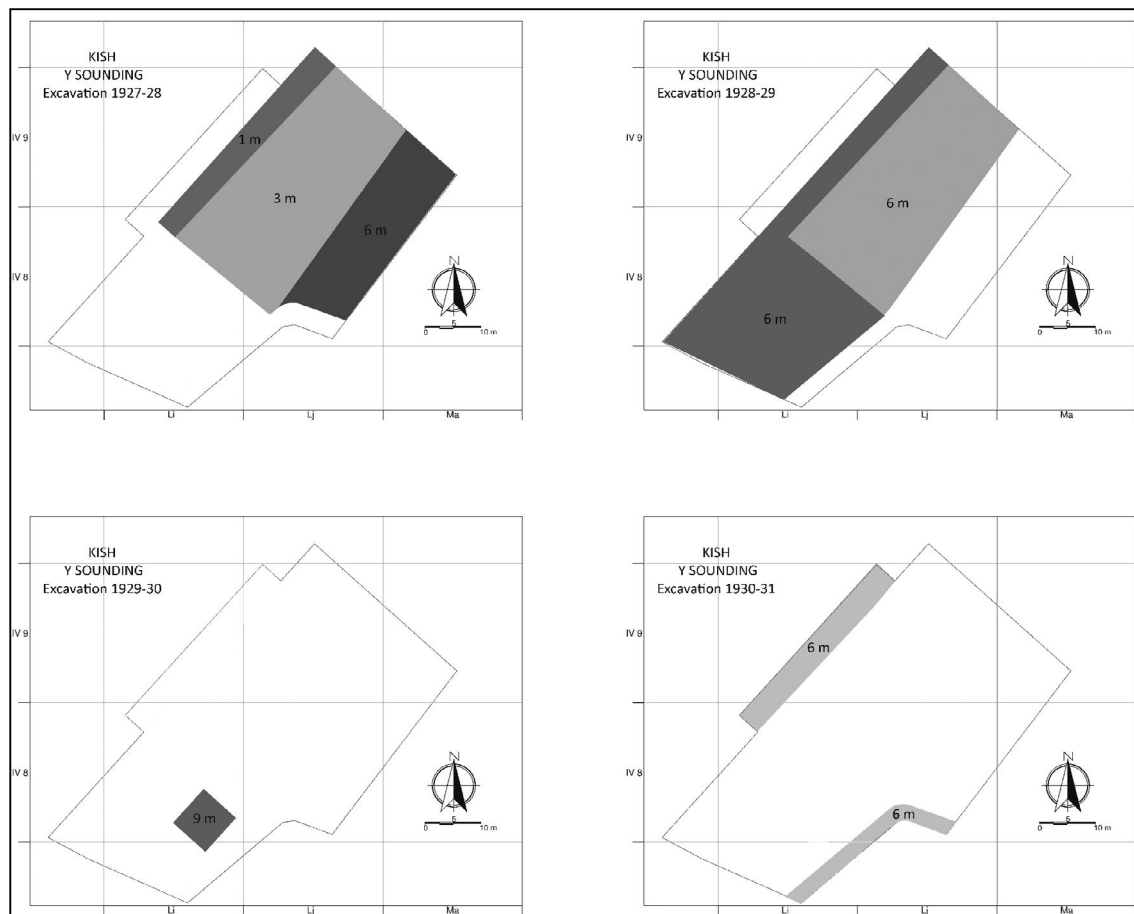 KISH
Y SOUNDING
Excavation 1927-28
1 m
3 m
6 m
IV 9
IV 8
N
0 5 10 m
Li Lj Ma
KISH
Y SOUNDING
Excavation 1928-29
6 m
6 m
IV 9
IV 8
N
0 5 10 m
Li Lj Ma
KISH
Y SOUNDING
Excavation 1929-30
9 m
IV 9
IV 8
N
0 5 10 m
Li Lj Ma
KISH
Y SOUNDING
Excavation 1930-31
6 m
6 m
IV 9
IV 8
N
0 5 10 m
Li Lj Ma